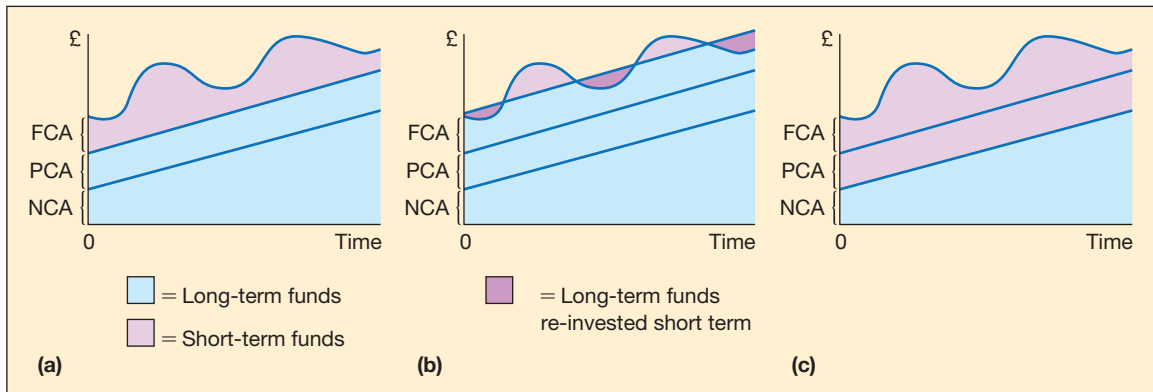 £
FCA
PCA
NCA
0
Time
£
FCA
PCA
NCA
0
Time
£
FCA
PCA
NCA
0
Time
= Long-term funds
= Short-term funds
= Long-term funds
re-invested short term
(a)
(b)
(c)